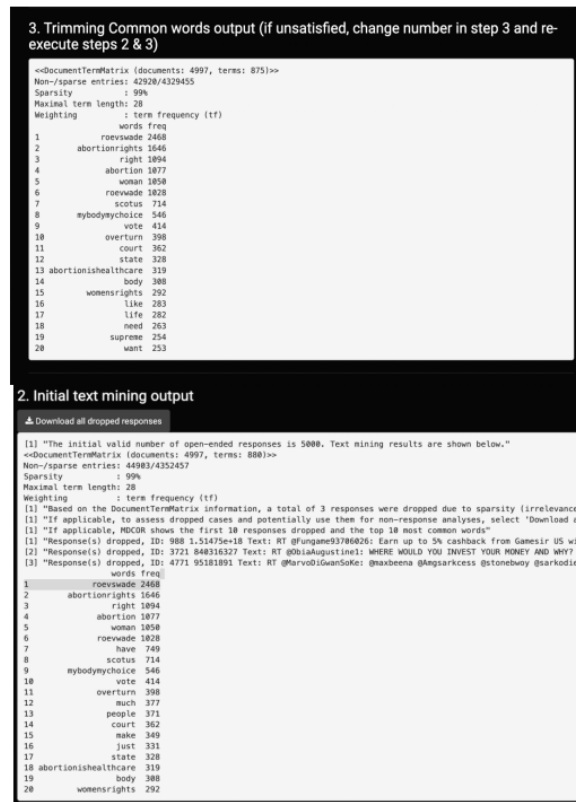 3. Trimming Common words output (if unsatisfied, change number in step 3 and re-
execute steps 2 & 3)
<<DocumentTermMatrix (documents: 4997, terms: 875)>>
Non-/sparse entries: 42920/4329455
Sparsity : 99%
Maximal term length: 28
Weighting : term frequency (tf)
words freq
1 roevswade 2468
2 abortionrights 1646
3 right 1094
4 abortion 1077
5 woman 1050
6 roevwade 1028
7 scotus 714
8 mybodymychoice 546
9 vote 414
10 overturn 398
11 court 362
12 state 328
13 abortionishealthcare 319
14 body 308
15 womensrights 292
16 like 283
17 life 282
18 need 263
19 supreme 254
20 want 253
2. Initial text mining output
Download all dropped responses
[1] "The initial valid number of open-ended responses is 5000. Text mining results are shown below."
<<DocumentTermMatrix (documents: 4997, terms: 880)>>
Non-/sparse entries: 44903/4352457
Sparsity : 99%
Maximal term length: 28
Weighting : term frequency (tf)
[1] "Based on the DocumentTermMatrix information, a total of 3 responses were dropped due to sparsity (irrelevance
[1] "If applicable, to assess dropped cases and potentially use them for non-response analyses, select 'Download a
[1] "If applicable, MDCOR shows the first 10 responses dropped and the top 10 most common words"
[1] "Response(s) dropped, ID: 988 1.51475e+18 Text: RT @Fungame93706026: Earn up to 5% cashback from Gamesir US wi
[2] "Response(s) dropped, ID: 3721 840316327 Text: RT @ObiaAugustine1: WHERE WOULD YOU INVEST YOUR MONEY AND WHY?
[3] "Response(s) dropped, ID: 4771 95181891 Text: RT @MarvoDiGwanSoKe: @maxbeena @Amgsarkcess @stonebwoy @sarkodie
words freq
1 roevswade 2468
2 abortionrights 1646
3 right 1094
4 abortion 1077
5 woman 1050
6 roevwade 1028
7 have 749
8 scotus 714
9 mybodymychoice 546
10 vote 414
11 overturn 398
12 much 377
13 people 371
14 court 362
15 make 349
16 just 331
17 state 328
18 abortionishealthcare 319
19 body 308
20 womensrights 292